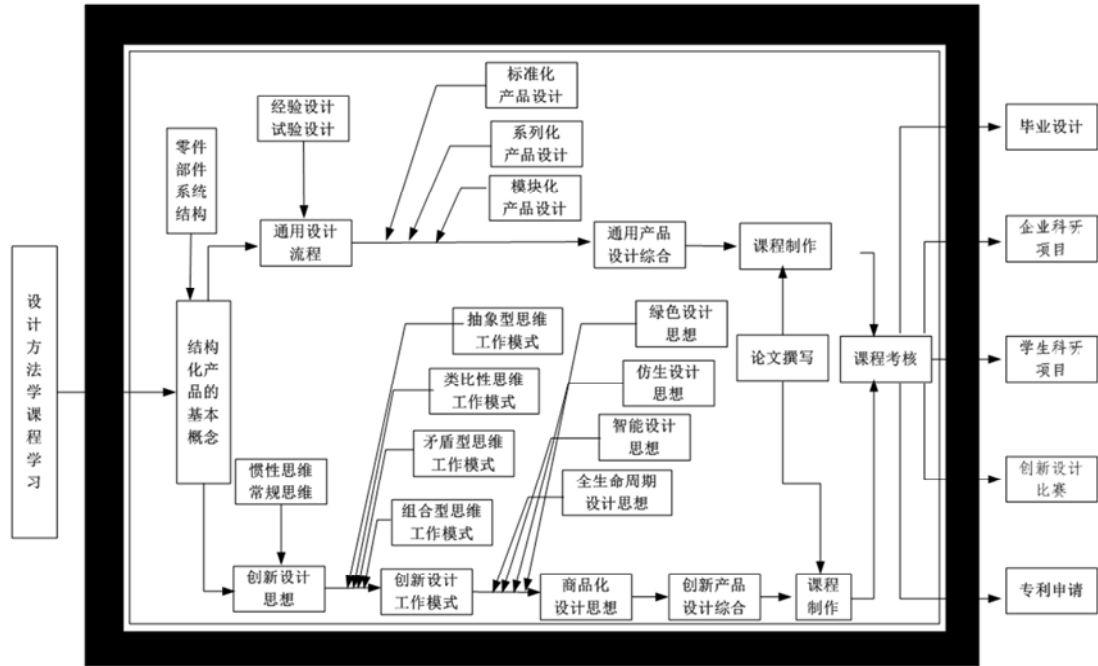 设
计
方
法
学
课
程
学
习
零件
部件
系统
结构
结构
化产
品的
基本
概念
经验设计
试验设计
通用设计
流程
标准化
产品设计
系列化
产品设计
模块化
产品设计
通用产品
设计综合
课程制作
惯性思维
常规思维
创新设计
思想
抽象型思维
工作模式
类比性思维
工作模式
矛盾型思维
工作模式
组合型思维
工作模式
创新设计
工作模式
绿色设计
思想
仿生设计
思想
智能设计
思想
全生命周期
设计思想
商品化
设计思想
创新产品
设计综合
课程
制作
论文撰写
课程考核
毕业设计
企业科研
项目
学生科研
项目
创新设计
比赛
专利申请